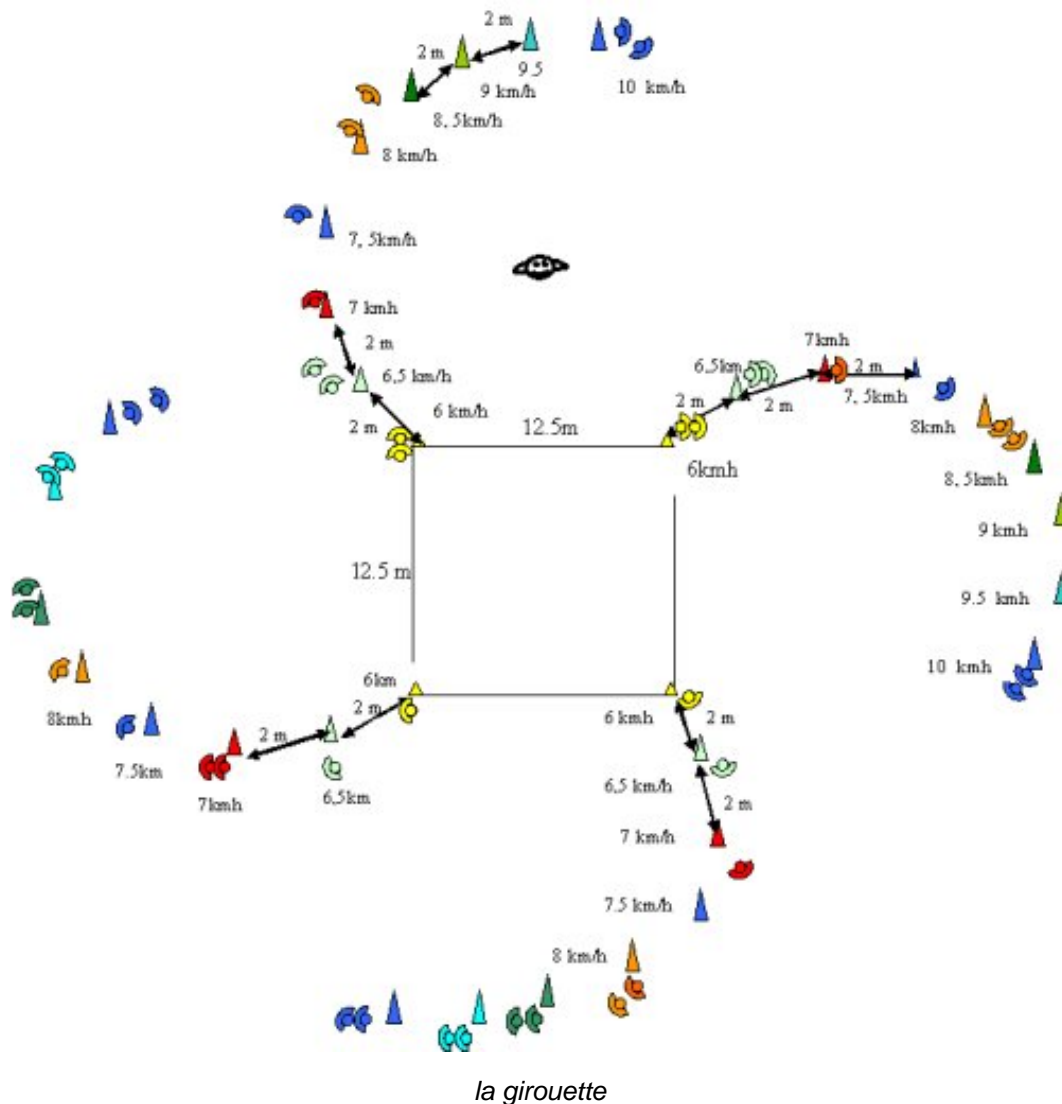 2 m
2 m
9.5
9 km/h
10 km/h
8, 5km/h
8 km/h
7, 5km/h
7 kmh
2 m
6,5 km/h
6 km/h
2 m
12.5m
7kmh
6,5km
2 m
2 m
2 m
7, 5kmh
8kmh
6kmh
8, 5kmh
9 kmh
12.5 m
9.5 kmh
10 kmh
6km
2 m
6 kmh
2 m
8kmh
2 m
7.5km
7kmh
6,5km
6,5 km/h
2 m
7 km/h
7.5 km/h
8 km/h
la girouette